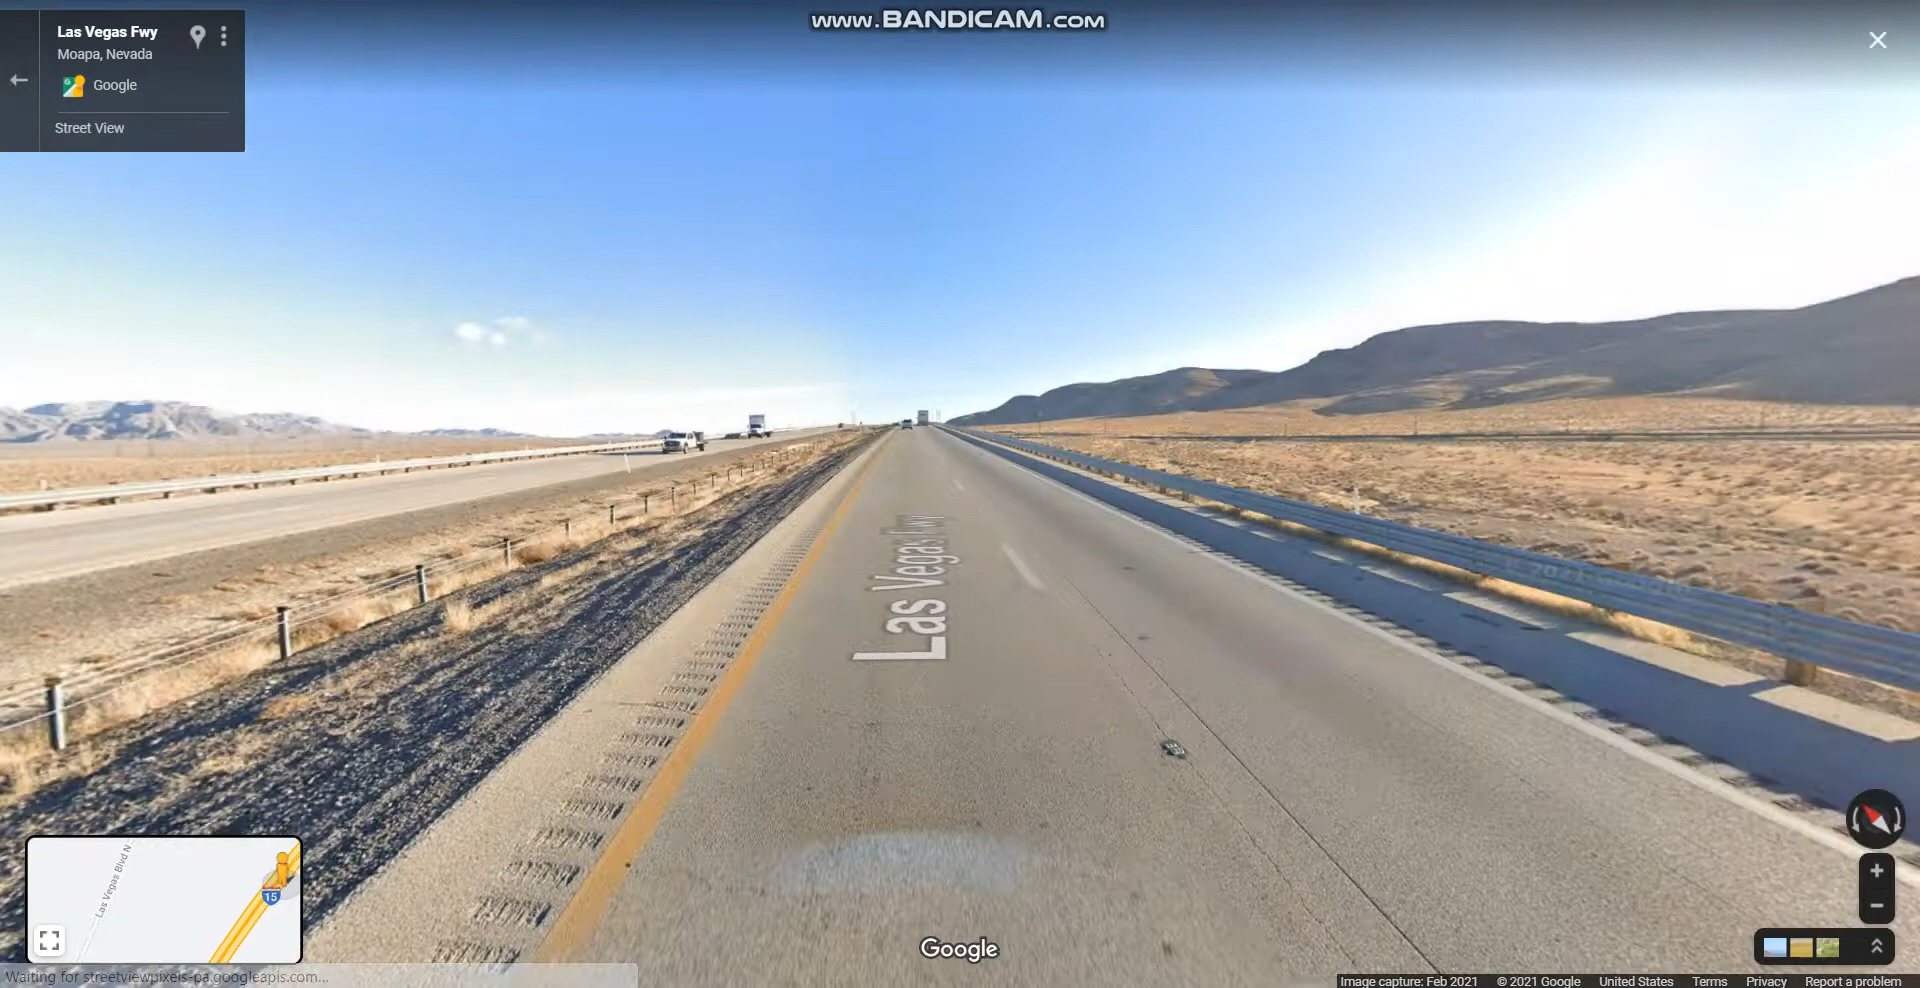 www.BANDICAM.com
Las Vegas Fwy
Moapa, Nevada
Google
Street View
Las Vegas Fwy
Las Vegas Blvd N
15
Google
Waiting for streetviewpixels-pa.googleapis.com...
Image capture: Feb 2021 © 2021 Google United States Terms Privacy Report a problem